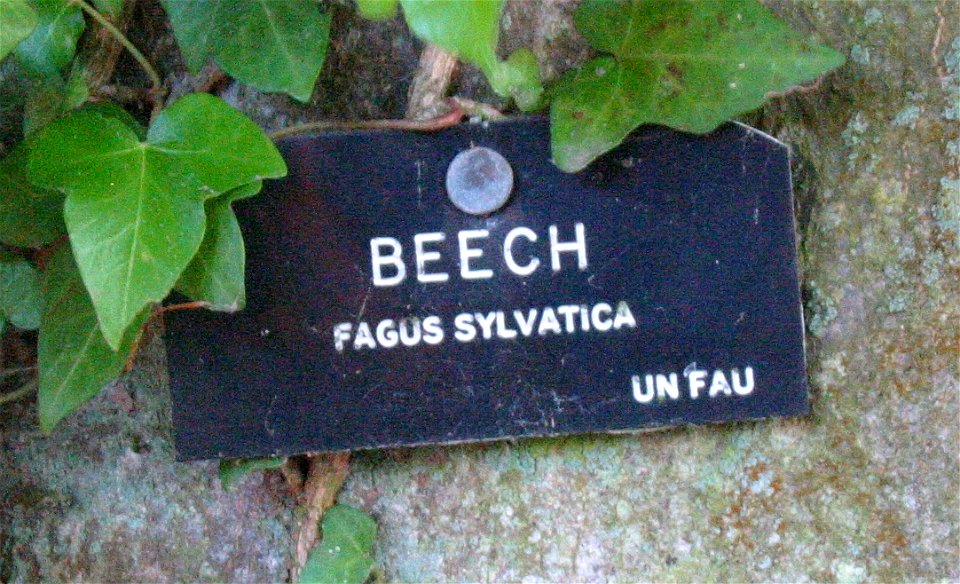 BEECH
FAGUS SYLVATICA
UN FAU